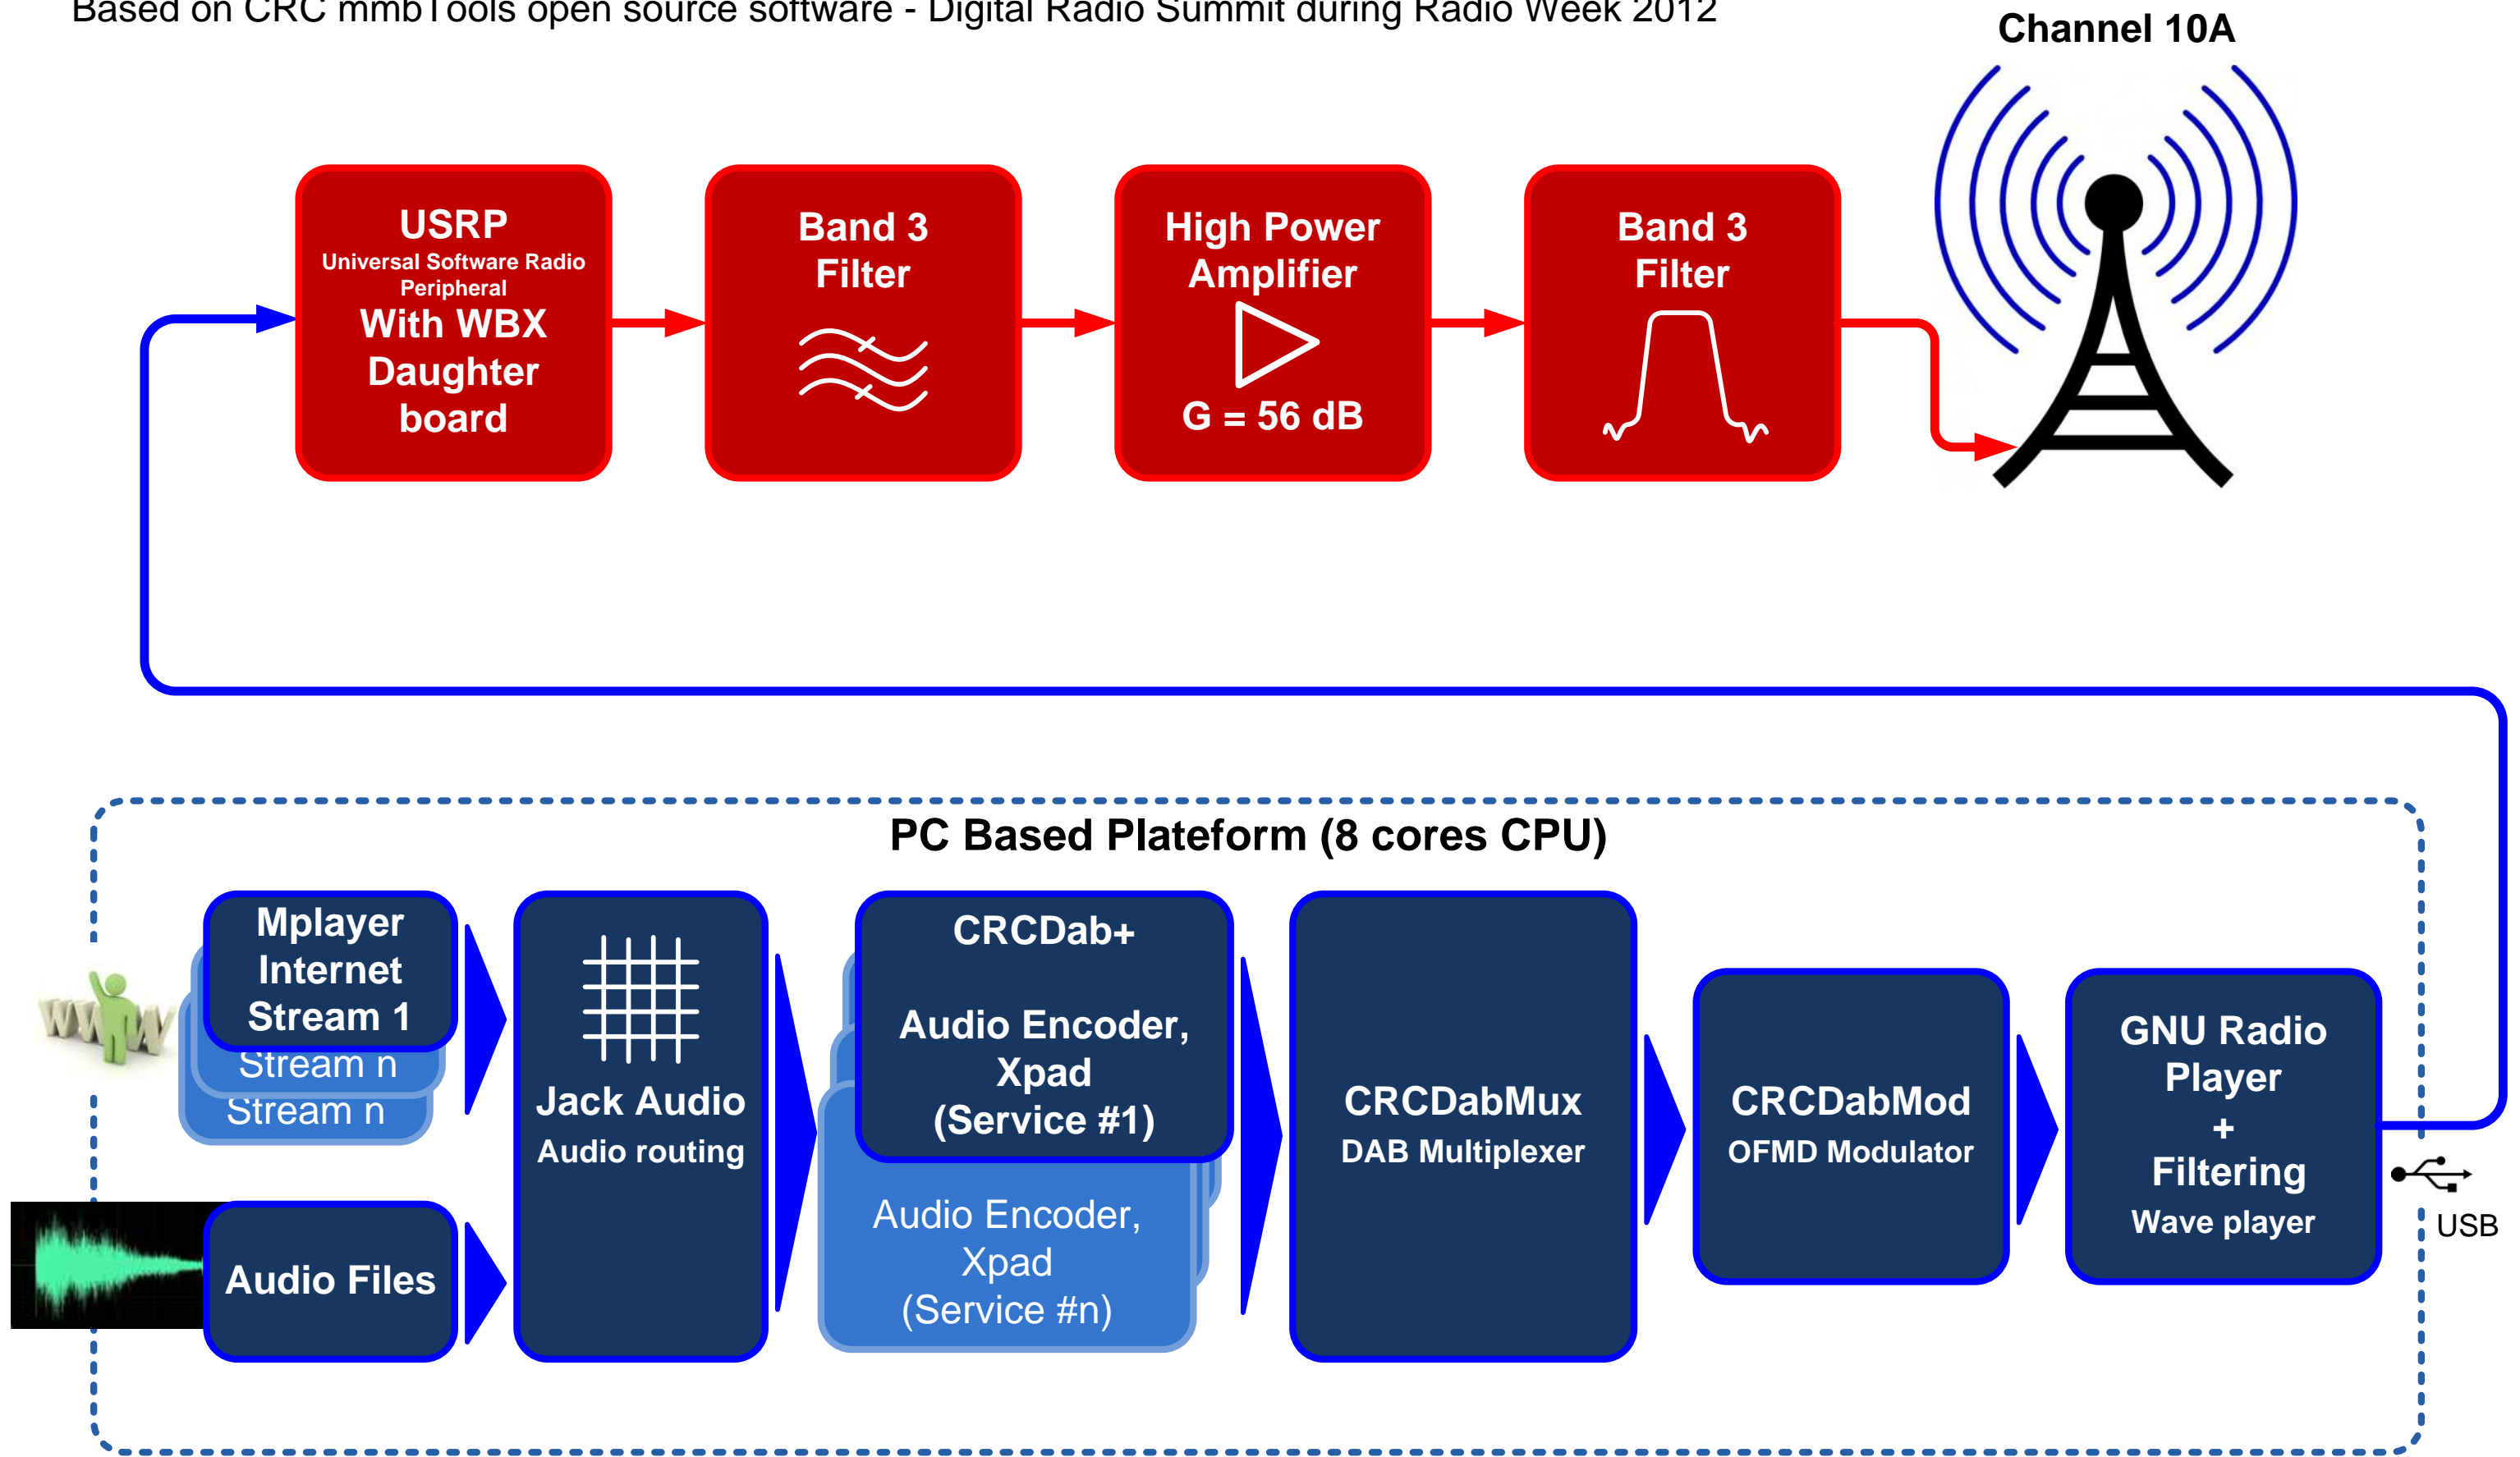 Based on CRC mmbTools open source software - Digital Radio Summit during Radio Week 2012
Channel 10A
USRP
Universal Software Radio
Peripheral
With WBX
Daughter
board
Band 3
Filter
High Power
Amplifier
G = 56 dB
Band 3
Filter
PC Based Plateform (8 cores CPU)
WWW
Mplayer
Internet
Stream 1
Stream n
Stream n
Audio Files
Jack Audio
Audio routing
CRCDab+
Audio Encoder,
Xpad
(Service #1)
Audio Encoder,
Xpad
(Service #n)
CRCDabMux
DAB Multiplexer
CRCDabMod
OFMD Modulator
GNU Radio
Player
+
Filtering
Wave player
USB